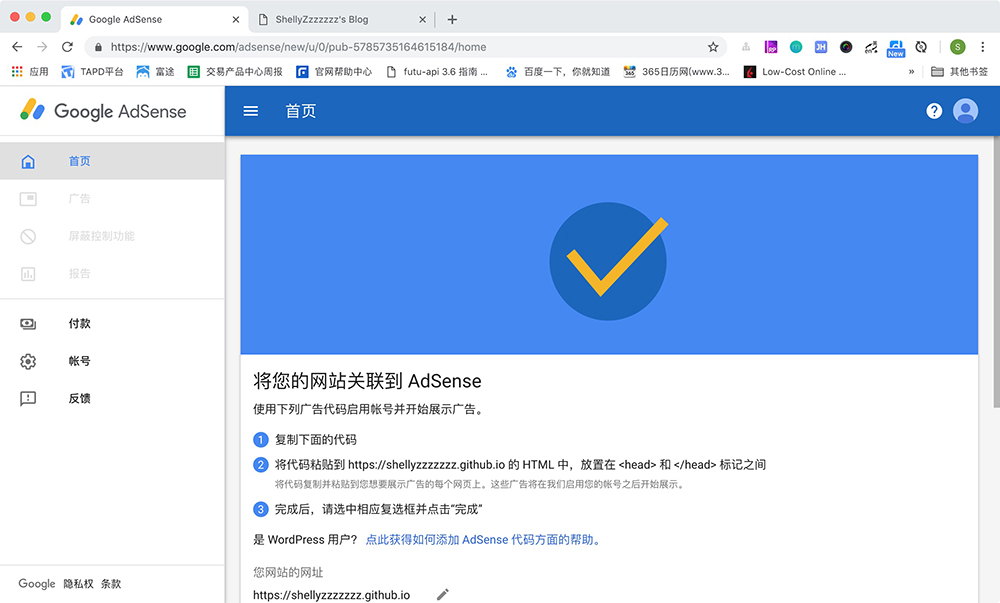 Google AdSense
ShellyZzzzzzz's Blog
https://www.google.com/adsense/new/u/0/pub-5785735164615184/home
New
S
应用
TAPD平台
富途
交易产品中心周报
官网帮助中心
futu-api 3.6 指南 ...
百度一下，你就知道
365日历网(www.3...
Low-Cost Online ...
»
其他书签
Google AdSense
首页
首页
广告
屏蔽控制功能
报告
付款
帐号
反馈
Google 隐私权 条款
将您的网站关联到 AdSense
使用下列广告代码启用帐号并开始展示广告。
1 复制下面的代码
2 将代码粘贴到 https://shellyzzzzzzz.github.io 的 HTML 中，放置在 <head> 和 </head> 标记之间
将代码复制并粘贴到您想要展示广告的每个网页上。这些广告将在我们启用您的帐号之后开始展示。
3 完成后，请选中相应复选框并点击“完成”
是 WordPress 用户？ 点此获得如何添加 AdSense 代码方面的帮助。
您网站的网址
https://shellyzzzzzzz.github.io